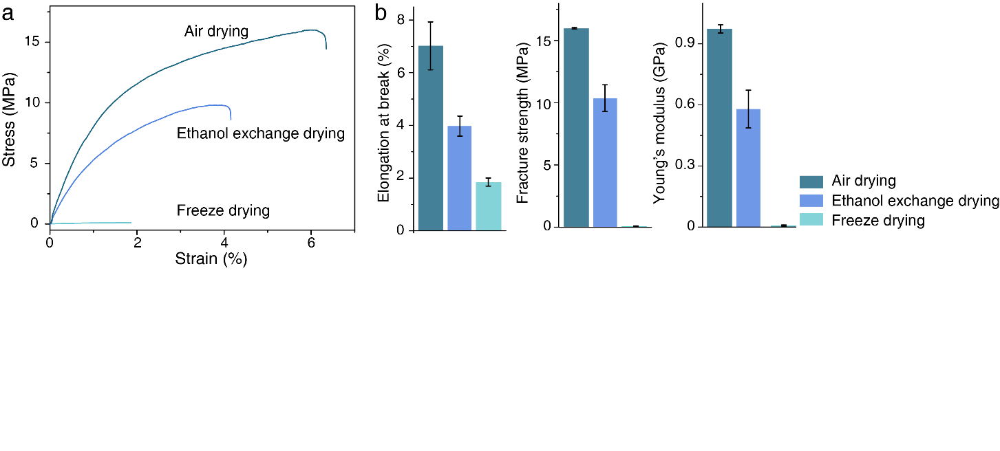 a
Stress (MPa)
15
10
5
0
Air drying
Ethanol exchange drying
Freeze drying
0 2 4 6
Strain (%)
b
Elongation at break (%)
8
6
4
2
0
Fracture strength (MPa)
15
10
5
0
Young's modulus (GPa)
0.9
0.6
0.3
0
Air drying
Ethanol exchange drying
Freeze drying